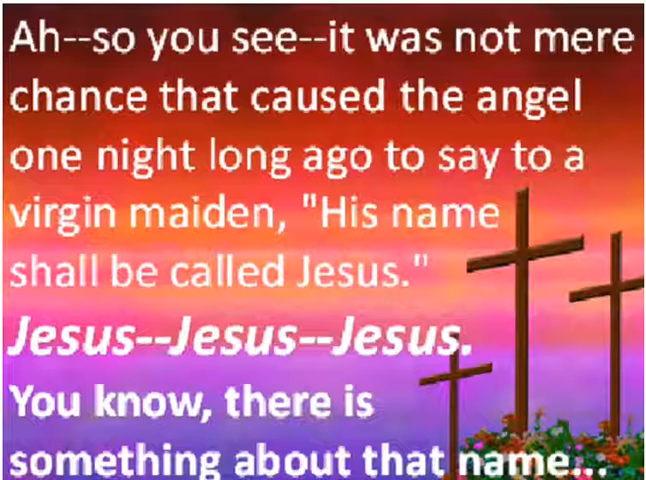 Ah--so you see--it was not mere
chance that caused the angel
one night long ago to say to a
virgin maiden, "His name
shall be called Jesus."
Jesus--Jesus--Jesus.
You know, there is
something about that name...